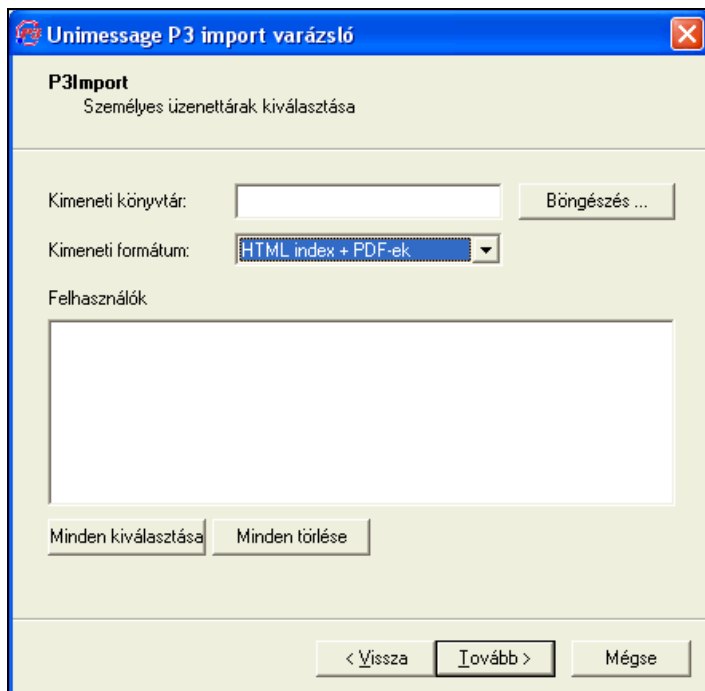 Unimessage P3 import varázsló
P3Import
Személyes üzenettárak kiválasztása
Kimeneti könyvtár:
Böngészés ...
Kimeneti formátum:
HTML index + PDF-ek
Felhasználók
Minden kiválasztása
Minden törlése
< Vissza
Tovább >
Mégse